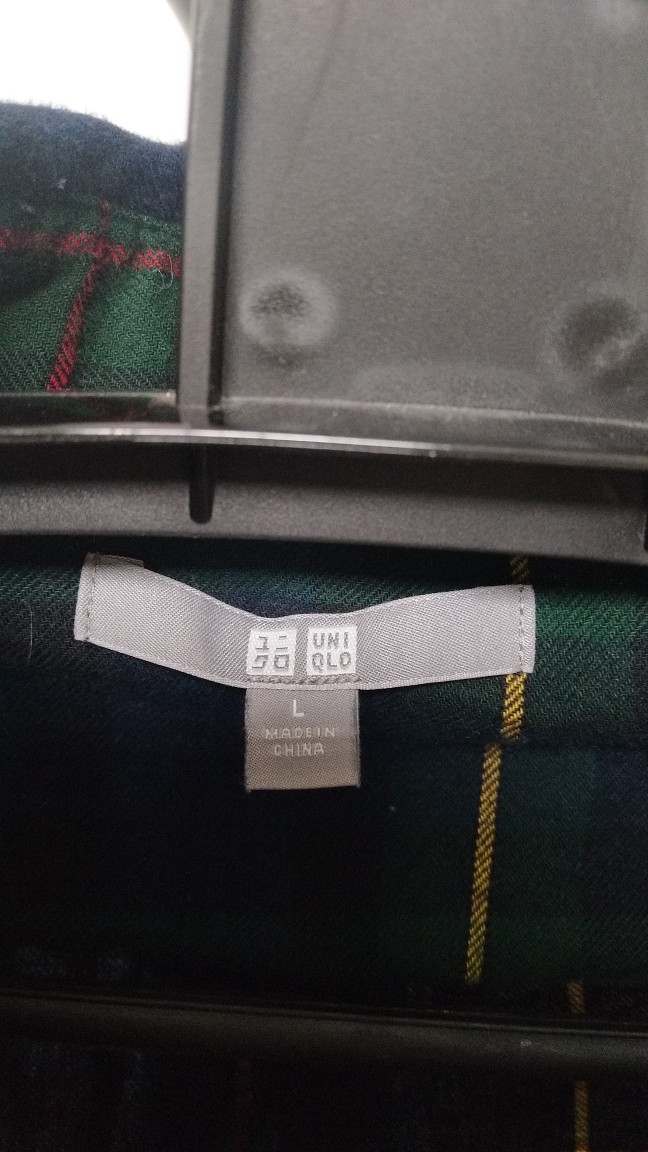 ユニ UNI
クロ QLO
L
MADE IN
CHINA